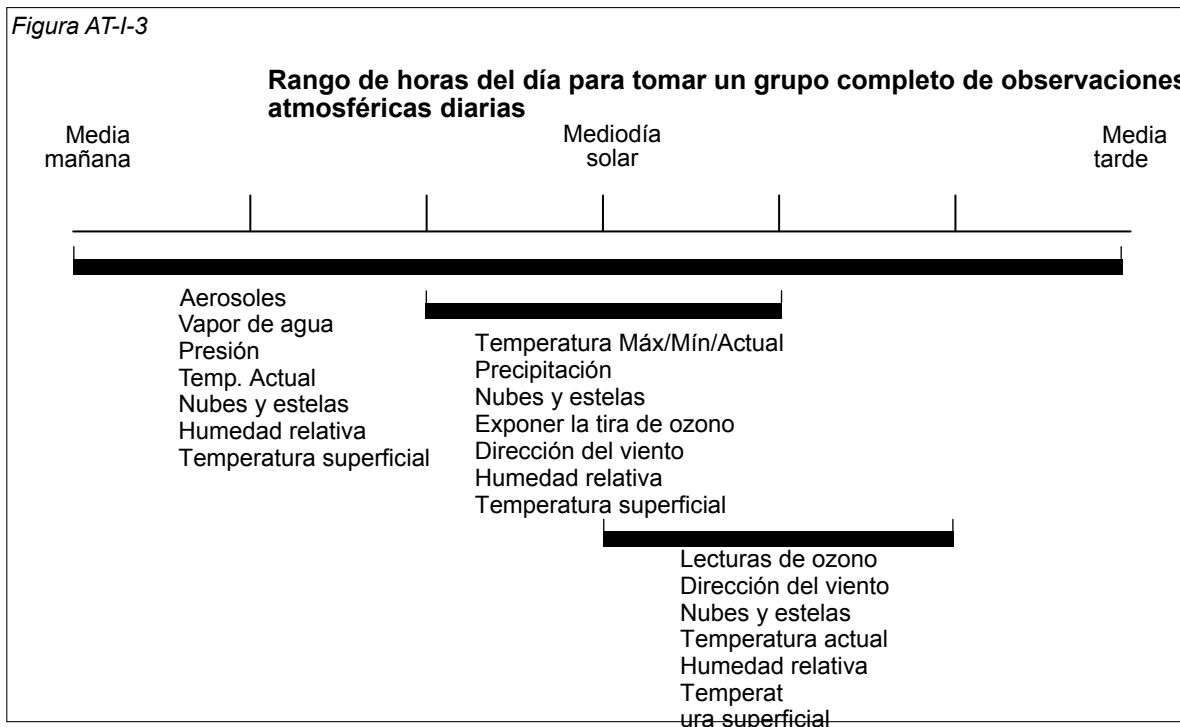 Figura AT-I-3
Rango de horas del día para tomar un grupo completo de observaciones
atmosféricas diarias
Media
mañana
Mediodía
solar
Media
tarde
Aerosoles
Vapor de agua
Presión
Temp. Actual
Nubes y estelas
Humedad relativa
Temperatura superficial
Temperatura Máx/Mín/Actual
Precipitación
Nubes y estelas
Exponer la tira de ozono
Dirección del viento
Humedad relativa
Temperatura superficial
Lecturas de ozono
Dirección del viento
Nubes y estelas
Temperatura actual
Humedad relativa
Temperat
ura superficial